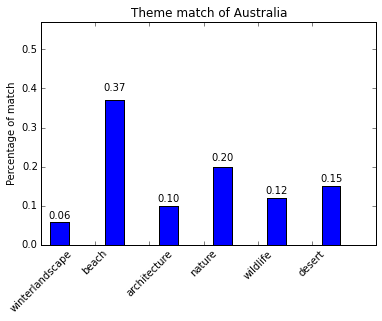 Theme match of Australia
Percentage of match
0.5
0.4
0.3
0.2
0.1
0.0
0.06
0.37
0.10
0.20
0.12
0.15
winterlandscape
beach
architecture
nature
wildlife
desert